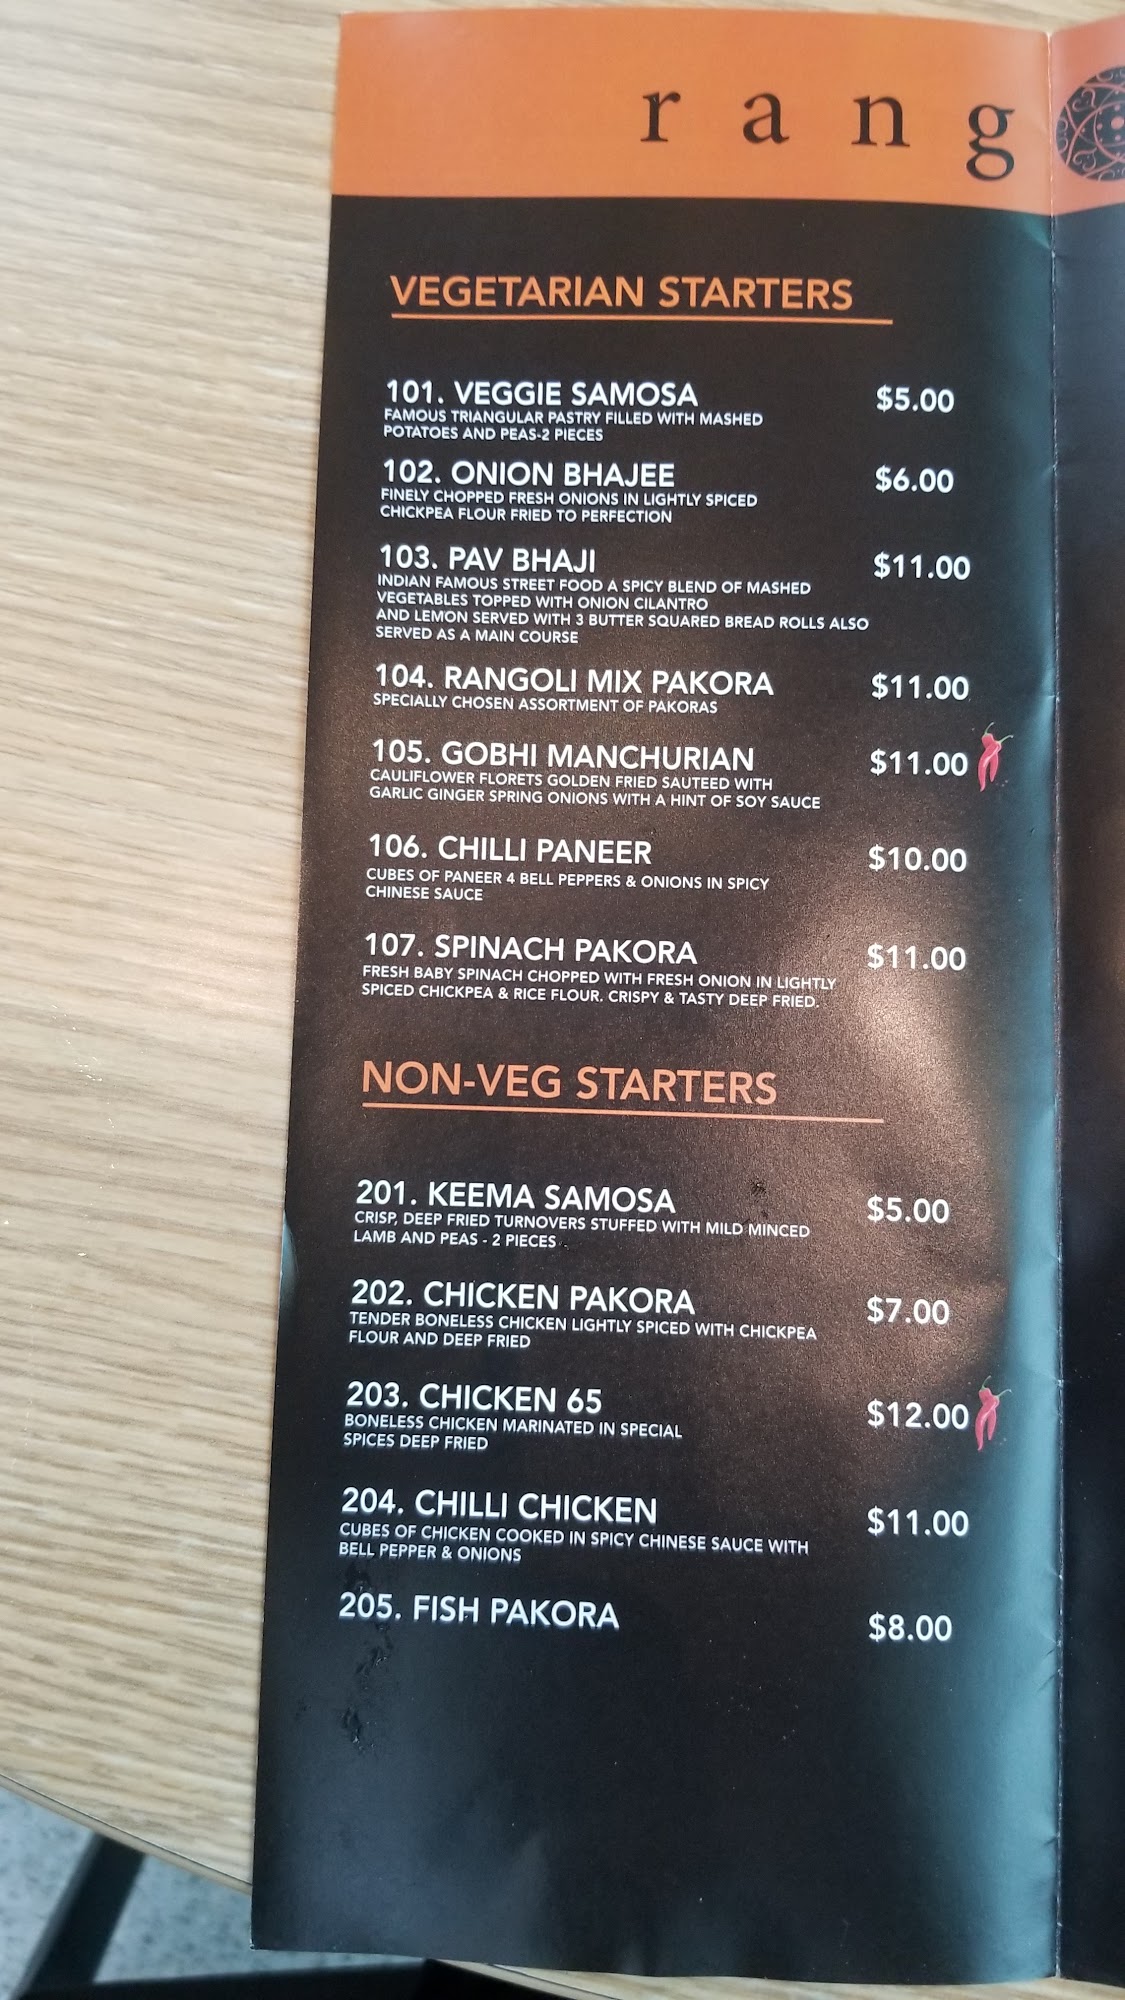 rang
VEGETARIAN STARTERS
101. VEGGIE SAMOSA $5.00
FAMOUS TRIANGULAR PASTRY FILLED WITH MASHED
POTATOES AND PEAS-2 PIECES
102. ONION BHAJEE $6.00
FINELY CHOPPED FRESH ONIONS IN LIGHTLY SPICED
CHICKPEA FLOUR FRIED TO PERFECTION
103. PAV BHAJI $11.00
INDIAN FAMOUS STREET FOOD A SPICY BLEND OF MASHED
VEGETABLES TOPPED WITH ONION CILANTRO
AND LEMON SERVED WITH 3 BUTTER SQUARED BREAD ROLLS ALSO
SERVED AS A MAIN COURSE
104. RANGOLI MIX PAKORA $11.00
SPECIALLY CHOSEN ASSORTMENT OF PAKORAS
105. GOBHI MANCHURIAN $11.00
CAULIFLOWER FLORETS GOLDEN FRIED SAUTEED WITH
GARLIC GINGER SPRING ONIONS WITH A HINT OF SOY SAUCE
106. CHILLI PANEER $10.00
CUBES OF PANEER 4 BELL PEPPERS & ONIONS IN SPICY
CHINESE SAUCE
107. SPINACH PAKORA $11.00
FRESH BABY SPINACH CHOPPED WITH FRESH ONION IN LIGHTLY
SPICED CHICKPEA & RICE FLOUR. CRISPY & TASTY DEEP FRIED.
NON-VEG STARTERS
201. KEEMA SAMOSA $5.00
CRISP, DEEP FRIED TURNOVERS STUFFED WITH MILD MINCED
LAMB AND PEAS - 2 PIECES
202. CHICKEN PAKORA $7.00
TENDER BONELESS CHICKEN LIGHTLY SPICED WITH CHICKPEA
FLOUR AND DEEP FRIED
203. CHICKEN 65 $12.00
BONELESS CHICKEN MARINATED IN SPECIAL
SPICES DEEP FRIED
204. CHILLI CHICKEN $11.00
CUBES OF CHICKEN COOKED IN SPICY CHINESE SAUCE WITH
BELL PEPPER & ONIONS
205. FISH PAKORA $8.00